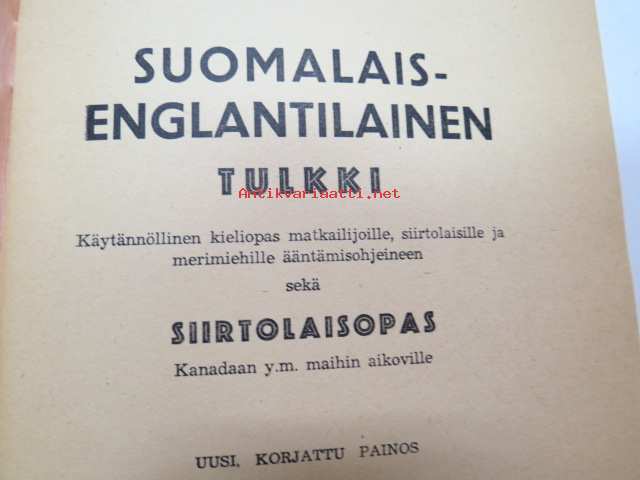 SUOMALAIS-
ENGLANTILAINEN
TULKKI
Antikvariaatti.net
Käytännöllinen kieliopas matkailijoille, siirtolaisille ja
merimiehille ääntämisohjeineen
sekä
SIIRTOLAISOPAS
Kanadaan y.m. maihin aikoville
UUSI, KORJATTU PAINOS